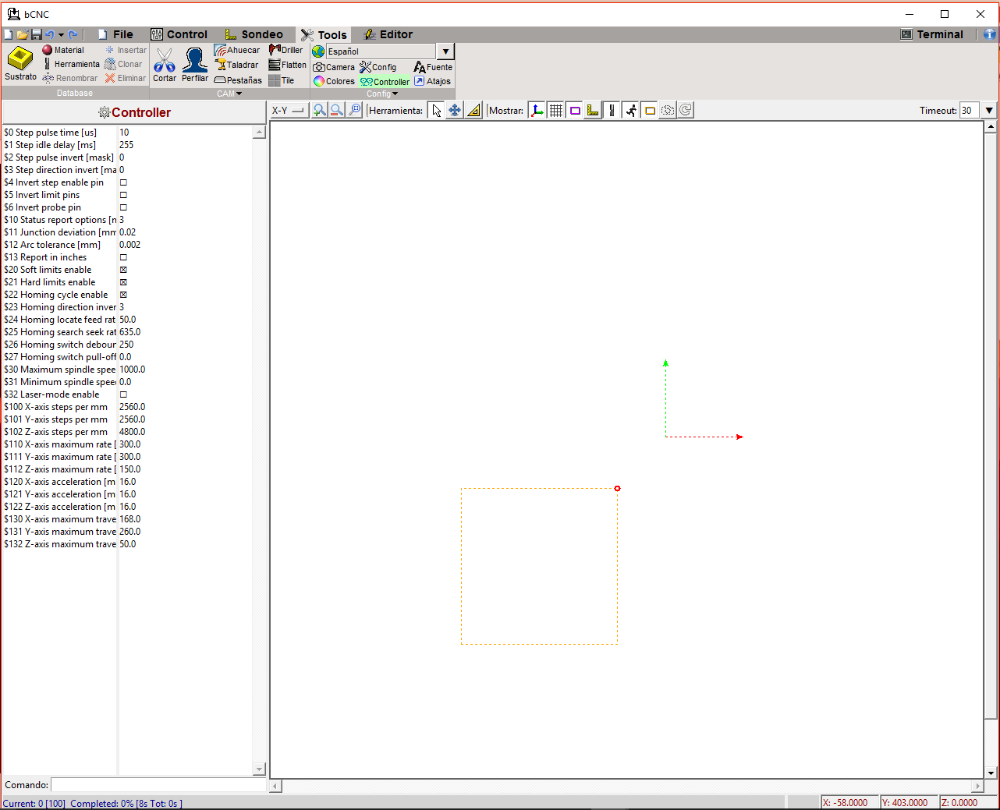 bCNC
File Control Sondeo Tools Editor Terminal
Sustrato
Material
Herramienta
Renombrar
Insertar
Clonar
Eliminar
Database
Cortar
Perfilar
Ahuecar
Taladrar
Pestañas
Driller
Flatten
Tile
CAM
Español
Camera Config Fuente
Colores Controller Atajos
Config
Controller
X-Y Herramienta: Mostrar: Timeout: 30
$0 Step pulse time [us] 10
$1 Step idle delay [ms] 255
$2 Step pulse invert [mask] 0
$3 Step direction invert [ma 0
$4 Invert step enable pin
$5 Invert limit pins
$6 Invert probe pin
$10 Status report options [n 3
$11 Junction deviation [mm 0.02
$12 Arc tolerance [mm] 0.002
$13 Report in inches
$20 Soft limits enable
$21 Hard limits enable
$22 Homing cycle enable
$23 Homing direction inver 3
$24 Homing locate feed rat 50.0
$25 Homing search seek rat 635.0
$26 Homing switch deboun 250
$27 Homing switch pull-off 0.0
$30 Maximum spindle spee 1000.0
$31 Minimum spindle spee 0.0
$32 Laser-mode enable
$100 X-axis steps per mm 2560.0
$101 Y-axis steps per mm 2560.0
$102 Z-axis steps per mm 4800.0
$110 X-axis maximum rate [ 300.0
$111 Y-axis maximum rate [ 300.0
$112 Z-axis maximum rate [ 150.0
$120 X-axis acceleration [m 16.0
$121 Y-axis acceleration [m 16.0
$122 Z-axis acceleration [m 16.0
$130 X-axis maximum trave 168.0
$131 Y-axis maximum trave 260.0
$132 Z-axis maximum trave 50.0
Comando:
Current: 0 [100] Completed: 0% [8s Tot: 0s ] X: -58.0000 Y: 403.0000 Z: 0.0000